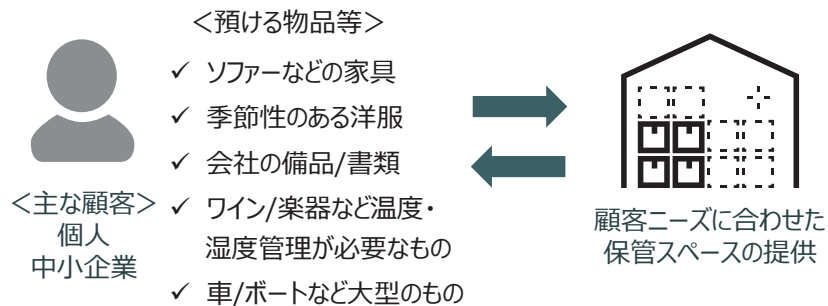 ＜預ける物品等＞
✓ ソファーなどの家具
✓ 季節性のある洋服
✓ 会社の備品/書類
✓ ワイン/楽器など温度・
湿度管理が必要なもの
✓ 車/ボートなど大型のもの
＜主な顧客＞
個人
中小企業
顧客ニーズに合わせた
保管スペースの提供